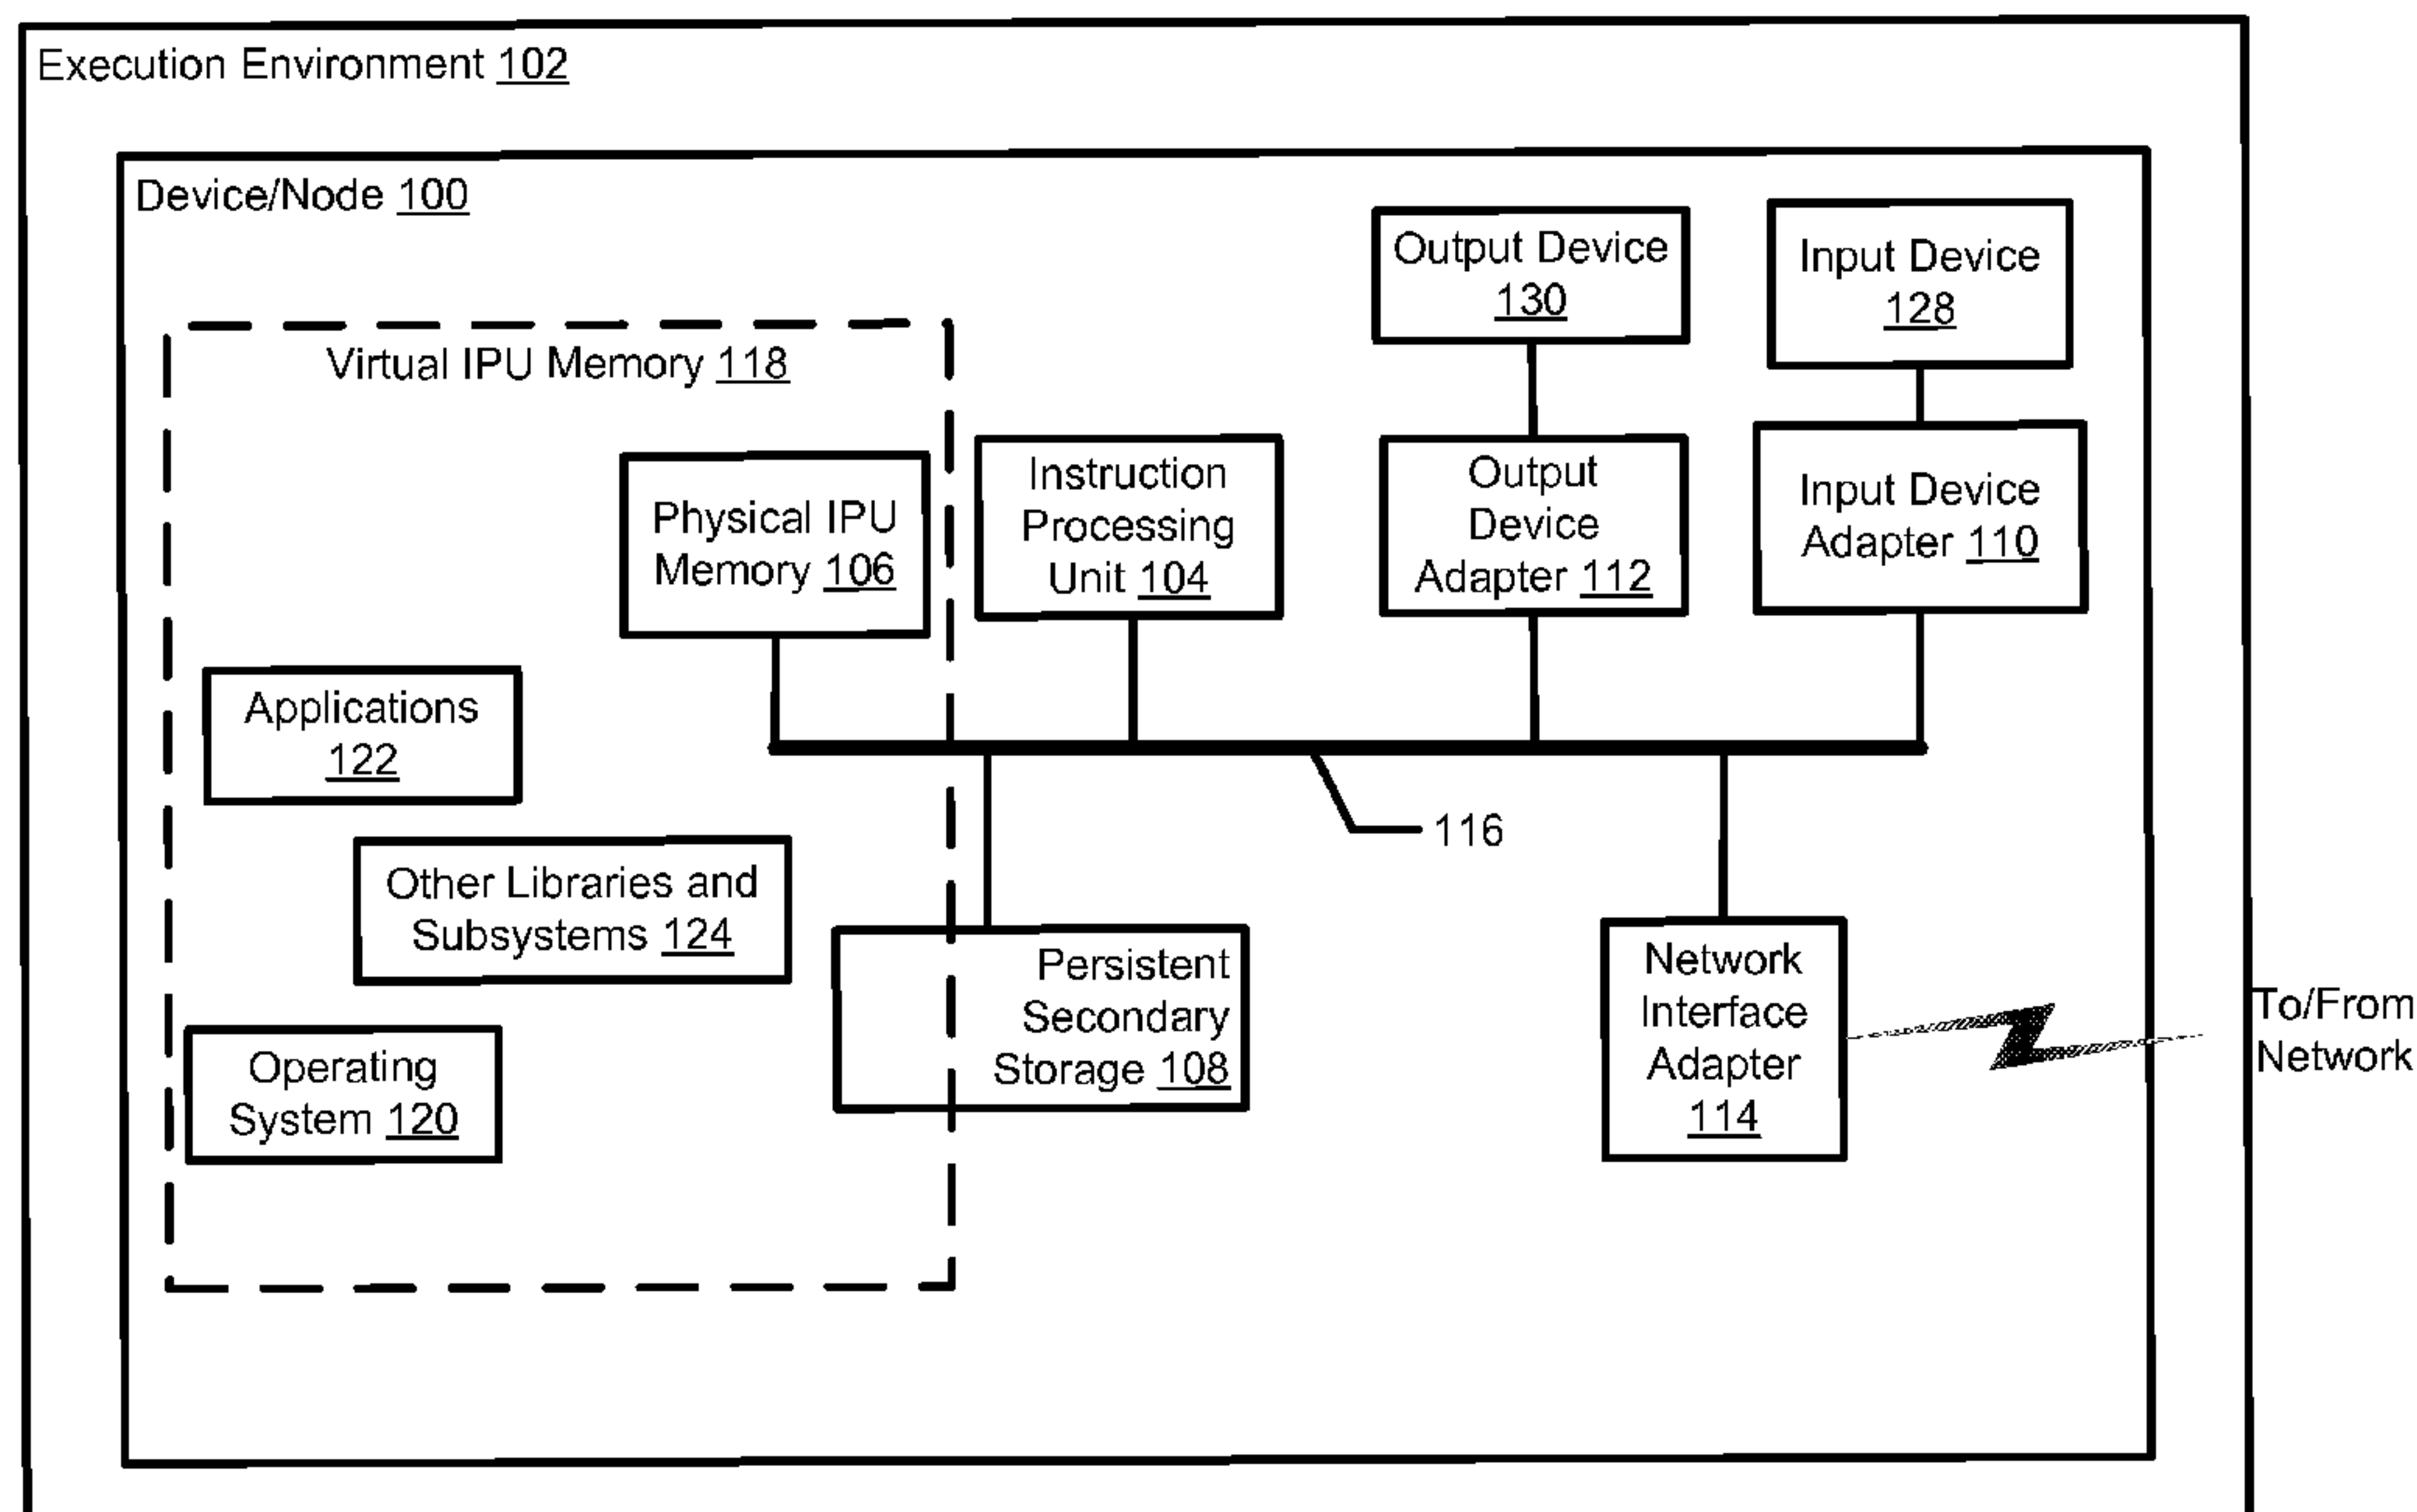 Execution Environment 102
Device/Node 100
Output Device
130
Input Device
128
Virtual IPU Memory 118
Physical IPU
Memory 106
Instruction
Processing
Unit 104
Output
Device
Adapter 112
Input Device
Adapter 110
Applications
122
116
Other Libraries and
Subsystems 124
Persistent
Secondary
Storage 108
Network
Interface
Adapter
114
To/From
Network
Operating
System 120